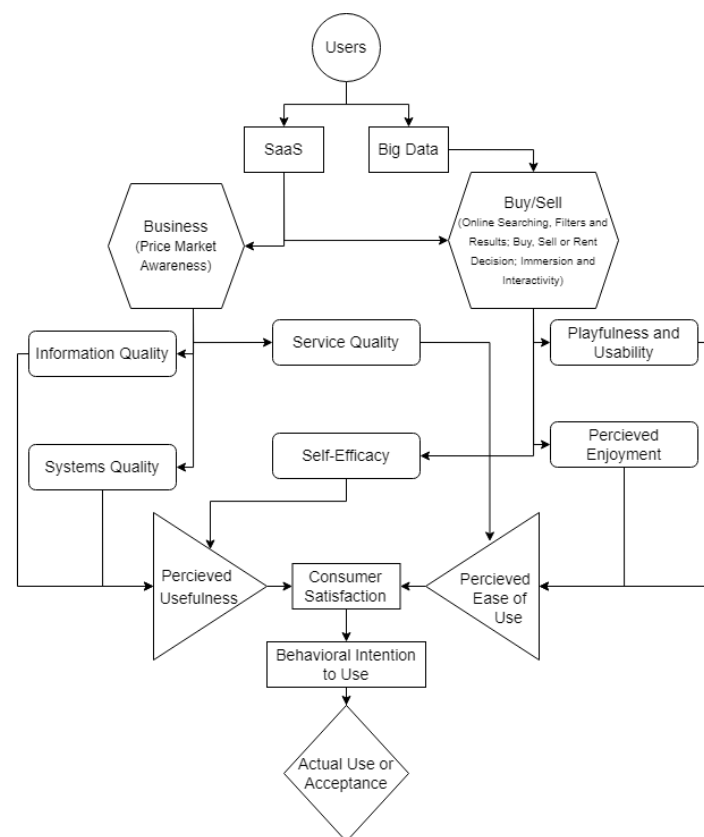 Users
SaaS
Big Data
Business
(Price Market
Awareness)
Buy/Sell
(Online Searching, Filters and
Results; Buy, Sell or Rent
Decision; Immersion and
Interactivity)
Information Quality
Service Quality
Playfulness and
Usability
Systems Quality
Self-Efficacy
Percieved
Enjoyment
Percieved
Usefulness
Consumer
Satisfaction
Percieved
Ease of
Use
Behavioral Intention
to Use
Actual Use or
Acceptance